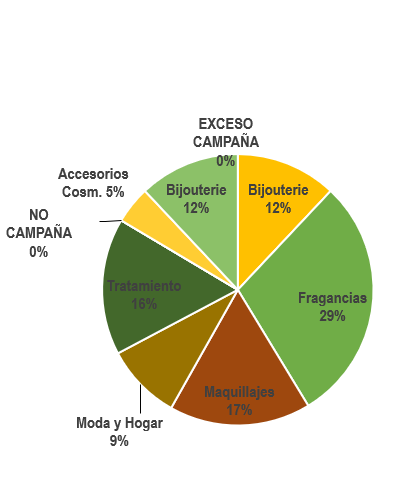 EXCESO
CAMPAÑA
0%
Bijouterie
12%
Fragancias
29%
Maquillajes
17%
Moda y Hogar
9%
Tratamiento
16%
NO
CAMPAÑA
0%
Accesorios
Cosm. 5%
Bijouterie
12%